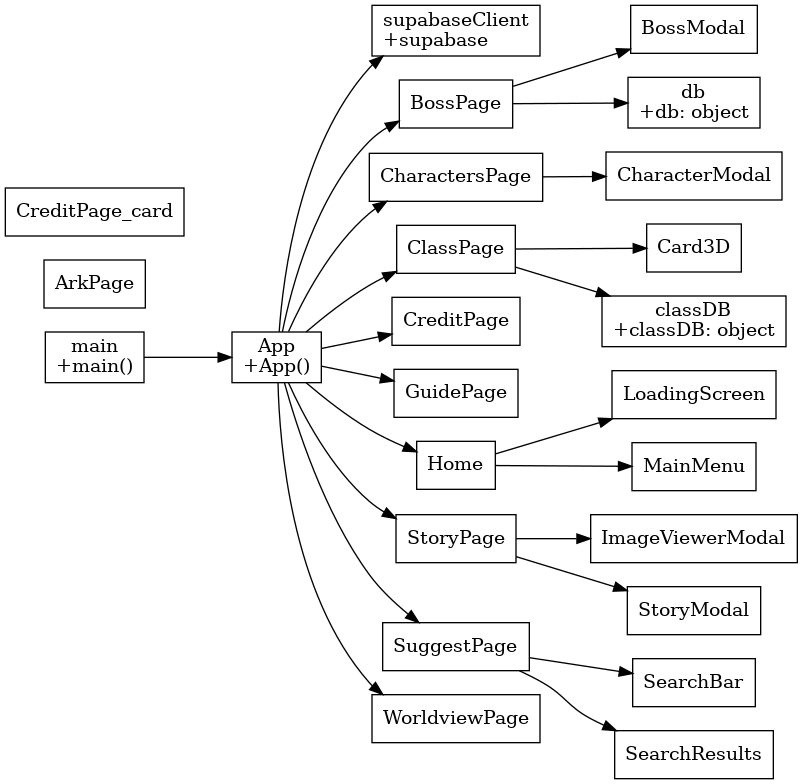 supabaseClient
+supabase
BossModal
BossPage
db
+db: object
CharactersPage
CharacterModal
CreditPage_card
ClassPage
Card3D
ArkPage
classDB
+classDB: object
CreditPage
main
+main()
App
+App()
GuidePage
LoadingScreen
Home
MainMenu
StoryPage
ImageViewerModal
StoryModal
SuggestPage
SearchBar
WorldviewPage
SearchResults